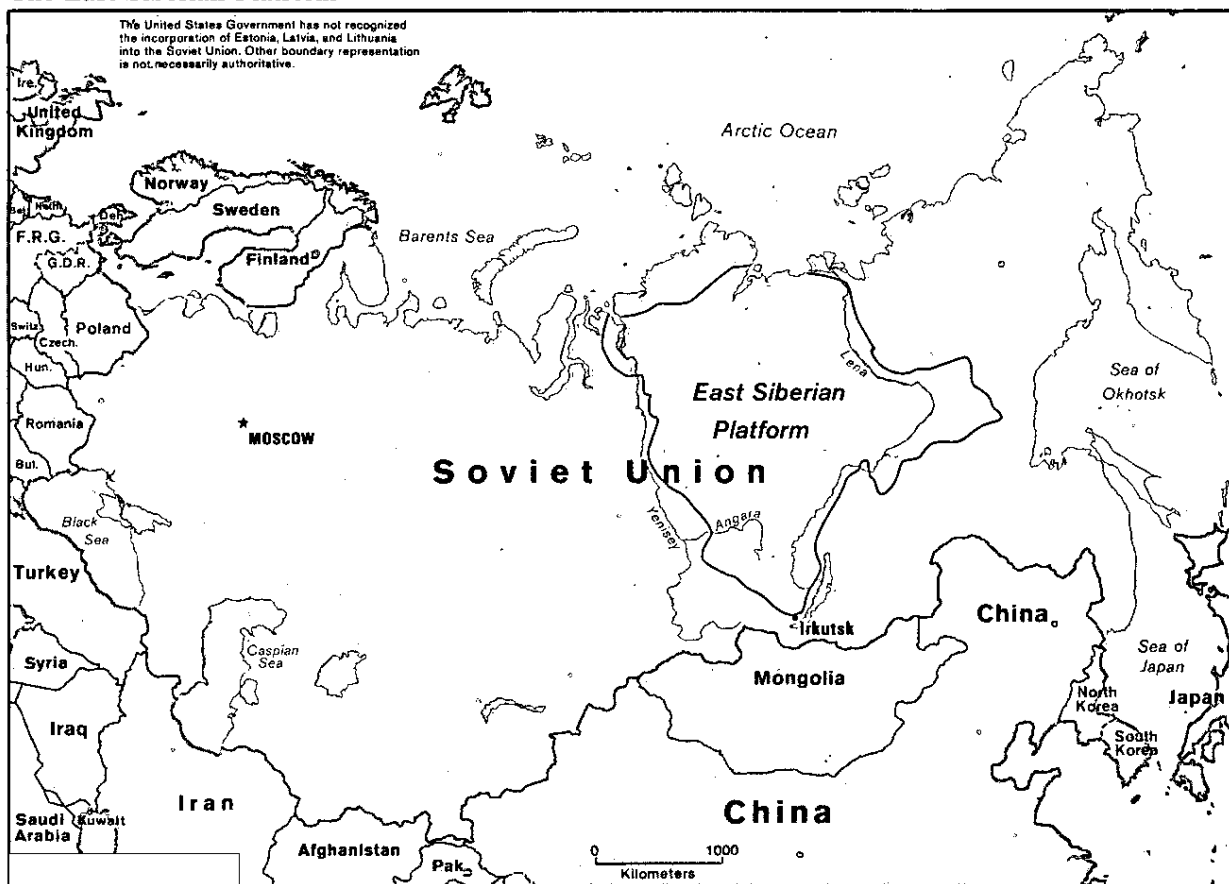 The United States Government has not recognized
the incorporation of Estonia, Latvia, and Lithuania
into the Soviet Union. Other boundary representation
is not necessarily authoritative.
Ire.
United
Kingdom
Arctic Ocean
Norway
Sweden
Bel.
Neth.
Den.
F.R.G.
Barents Sea
G.D.R.
Finland
Switz.
Poland
Czech.
Hun.
Lena
Sea of
Okhotsk
Romania
East Siberian
Platform
MOSCOW
Bul.
Soviet Union
Black
Sea
Yenisey
Angara
Turkey
China
Irkutsk
Syria
Caspian
Sea
Mongolia
Sea of
Japan
North
Korea
Japan
Iraq
South
Korea
Iran
China
Saudi
Arabia
Kuwait
Afghanistan
Pak.
0 1000
Kilometers